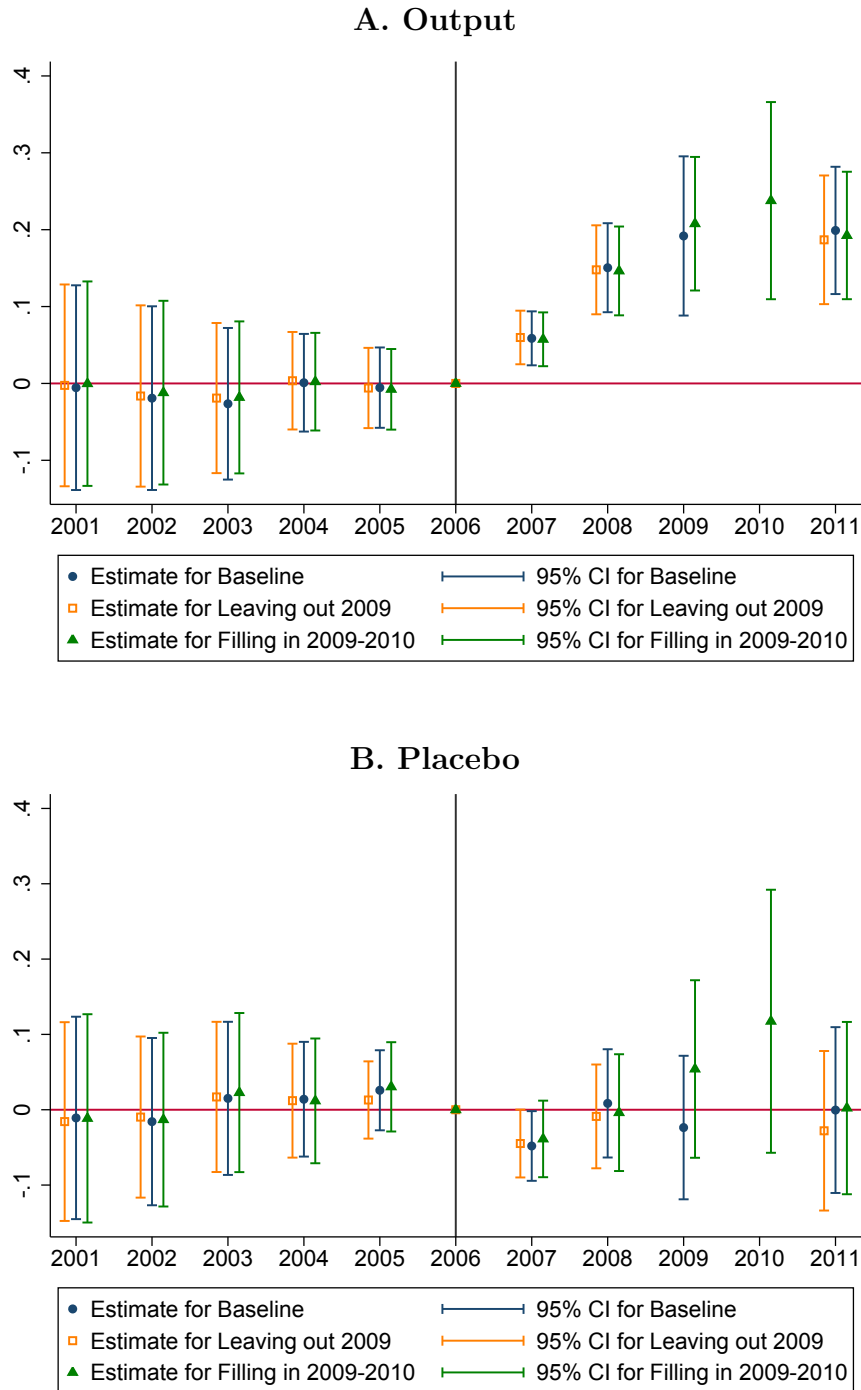 A. Output
.4
.3
.2
.1
0
-.1
2001 2002 2003 2004 2005 2006 2007 2008 2009 2010 2011
Estimate for Baseline 95% CI for Baseline
Estimate for Leaving out 2009 95% CI for Leaving out 2009
Estimate for Filling in 2009-2010 95% CI for Filling in 2009-2010
B. Placebo
.4
.3
.2
.1
0
-.1
2001 2002 2003 2004 2005 2006 2007 2008 2009 2010 2011
Estimate for Baseline 95% CI for Baseline
Estimate for Leaving out 2009 95% CI for Leaving out 2009
Estimate for Filling in 2009-2010 95% CI for Filling in 2009-2010